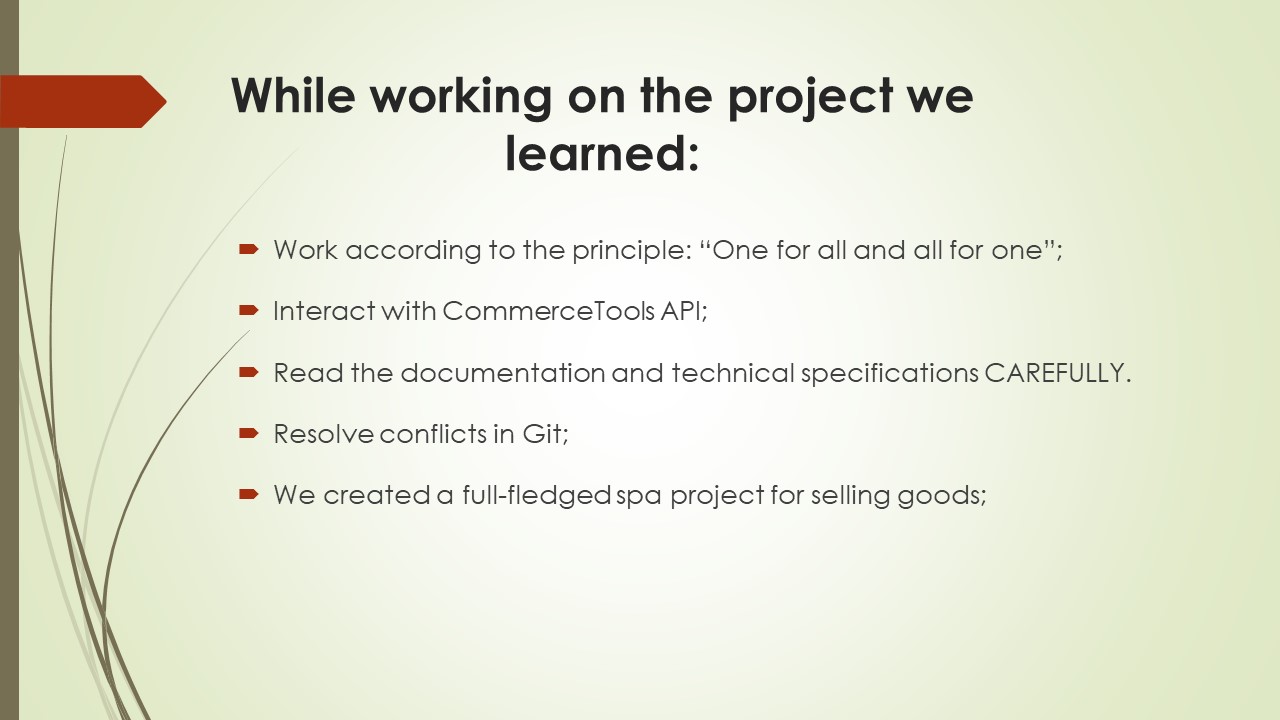 While working on the project we
learned:
Work according to the principle: “One for all and all for one”;
Interact with CommerceTools API;
Read the documentation and technical specifications CAREFULLY.
Resolve conflicts in Git;
We created a full-fledged spa project for selling goods;